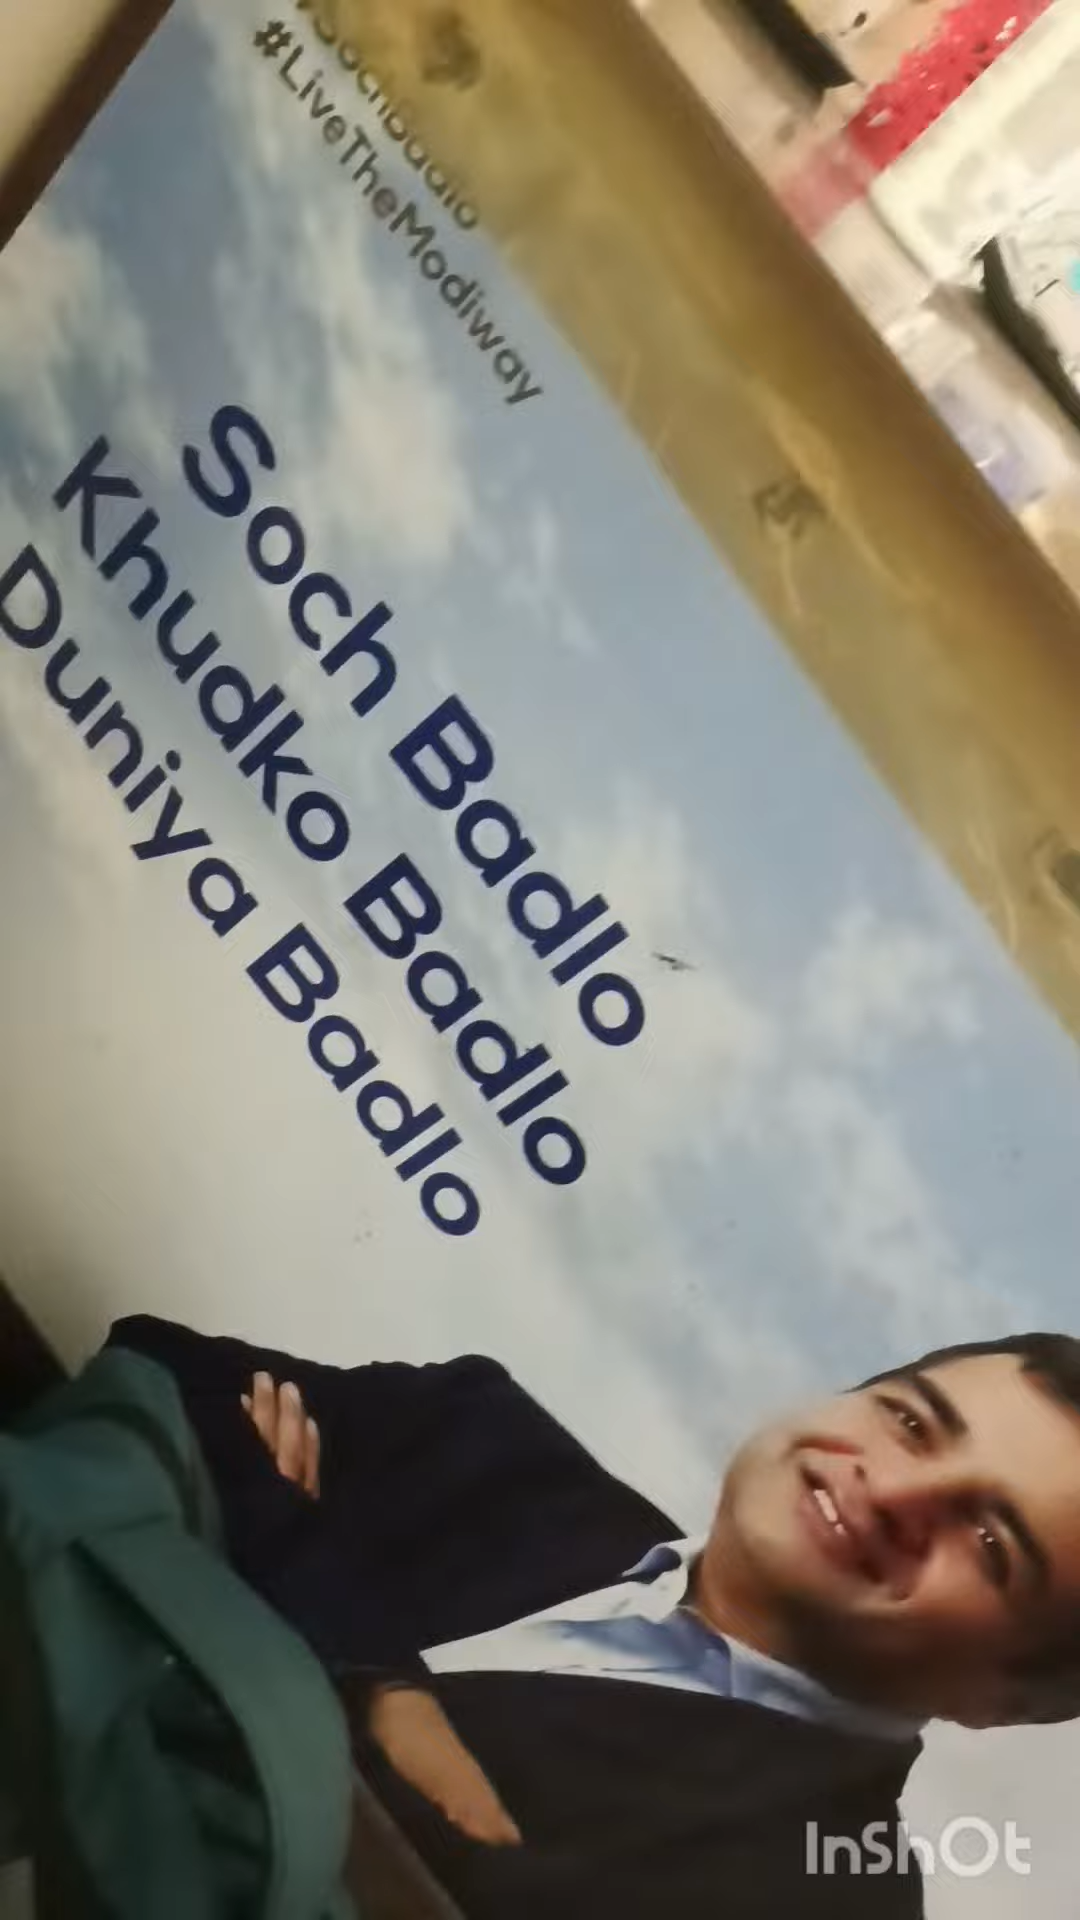 #SochBadlo
#LiveTheModiway
Soch Badlo
Khudko Badlo
Duniya Badlo
InShOt